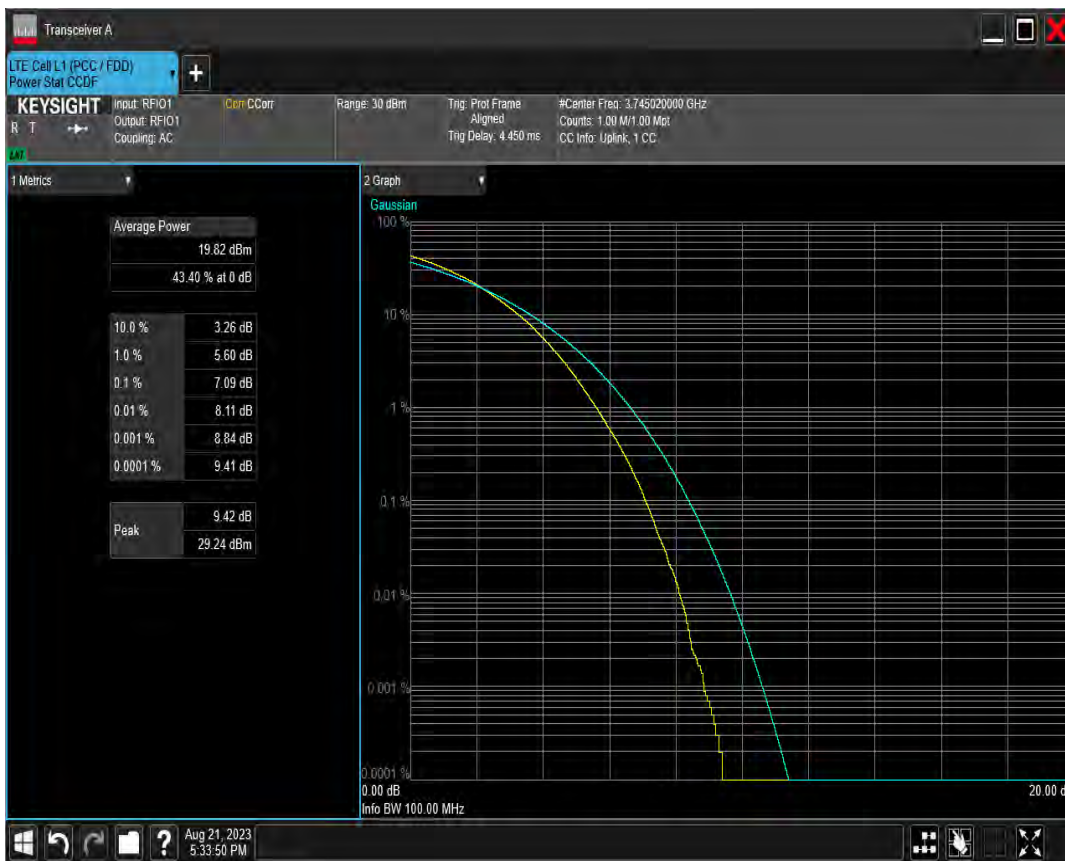 Transceiver A
LTE Cell L1 (PCC / FDD)
Power Stat CCDF
+
KEYSIGHT
R T
LXI
Input: RFIO1
Output: RFIO1
Coupling: AC
Corr CCorr
Range: 30 dBm
Trig: Prot Frame
Aligned
Trig Delay: 4.450 ms
#Center Freq: 3.745020000 GHz
Counts: 1.00 M/1.00 Mpt
CC Info: Uplink, 1 CC
1 Metrics
Average Power
19.82 dBm
43.40 % at 0 dB
10.0 % 3.26 dB
1.0 % 5.60 dB
0.1 % 7.09 dB
0.01 % 8.11 dB
0.001 % 8.84 dB
0.0001 % 9.41 dB
Peak
9.42 dB
29.24 dBm
2 Graph
Gaussian
100 %
10 %
1 %
0.1 %
0.01 %
0.001 %
0.0001 %
0.00 dB
20.00 d
Info BW 100.00 MHz
?
Aug 21, 2023
5:33:50 PM